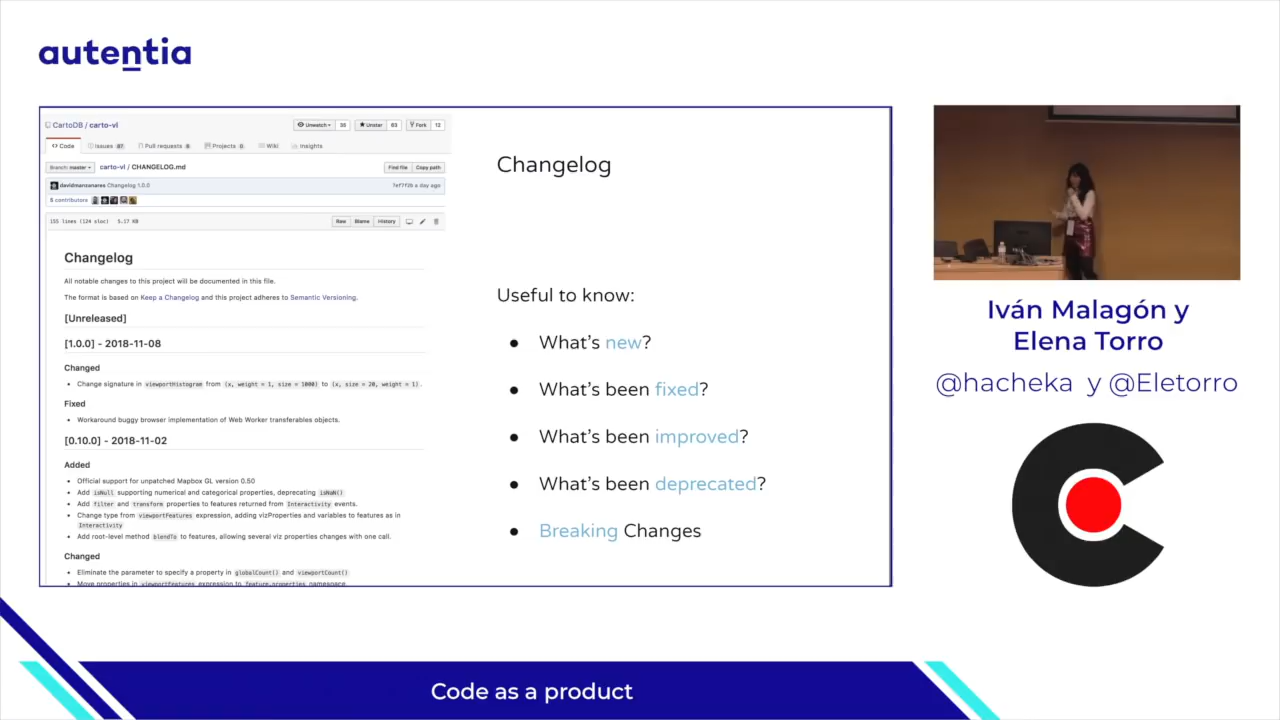 autentia
CartoDB / carto-vl
Unwatch 36 Unstar 83 Fork 12
Code Issues 87 Pull requests 8 Projects 0 Wiki Insights
Branch: master carto-vl / CHANGELOG.md Find file Copy path
davidmanzanares Changelog 1.0.0 7ef7f2b a day ago
5 contributors
155 lines (124 sloc) 5.17 KB Raw Blame History
Changelog
All notable changes to this project will be documented in this file.
The format is based on Keep a Changelog and this project adheres to Semantic Versioning.
[Unreleased]
[1.0.0] - 2018-11-08
Changed
Change signature in viewportHistogram from (x, weight = 1, size = 1000) to (x, size = 20, weight = 1).
Fixed
Workaround buggy browser implementation of Web Worker transferables objects.
[0.10.0] - 2018-11-02
Added
Official support for unpatched Mapbox GL version 0.50
Add isNull supporting numerical and categorical properties, deprecating isNaN()
Add filter and transform properties to features returned from Interactivity events.
Change type from viewportFeatures expression, adding vizProperties and variables to features as in
Interactivity
Add root-level method blendTo to features, allowing several viz properties changes with one call.
Changed
Eliminate the parameter to specify a property in globalCount() and viewportCount()
Move properties in viewportFeatures expression to feature.properties namespace
Changelog
Useful to know:
● What's new?
● What's been fixed?
● What's been improved?
● What's been deprecated?
● Breaking Changes
Iván Malagón y
Elena Torro
@hacheka y @Eletorro
Code as a product